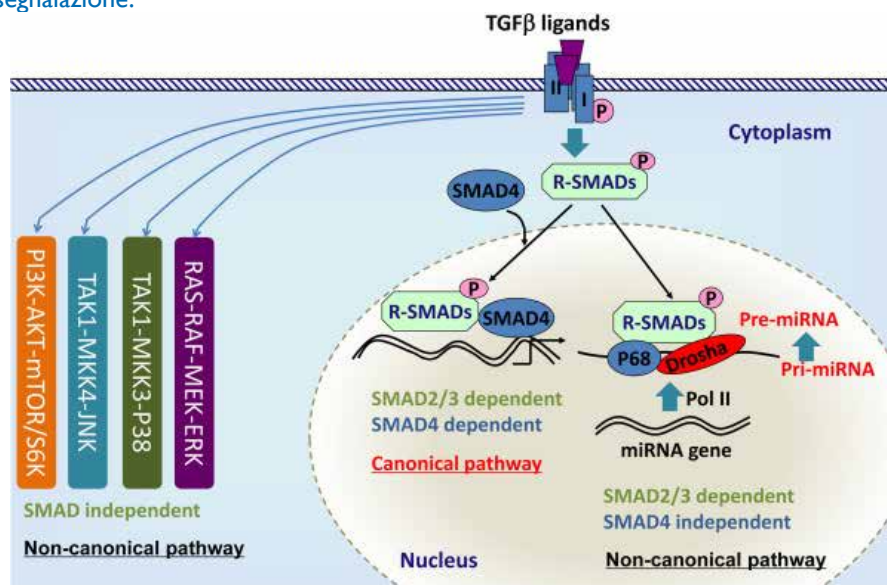 segnalazione.
TGFβ ligands
II
I
P
Cytoplasm
P
R-SMADs
SMAD4
PI3K-AKT-mTOR/S6K
TAK1-MKK4-JNK
TAK1-MKK3-P38
RAS-RAF-MEK-ERK
SMAD independent
Non-canonical pathway
P
R-SMADs
SMAD4
SMAD2/3 dependent
SMAD4 dependent
Canonical pathway
P
R-SMADs
P68
Drosha
Pre-miRNA
Pri-miRNA
Pol II
miRNA gene
SMAD2/3 dependent
SMAD4 independent
Non-canonical pathway
Nucleus